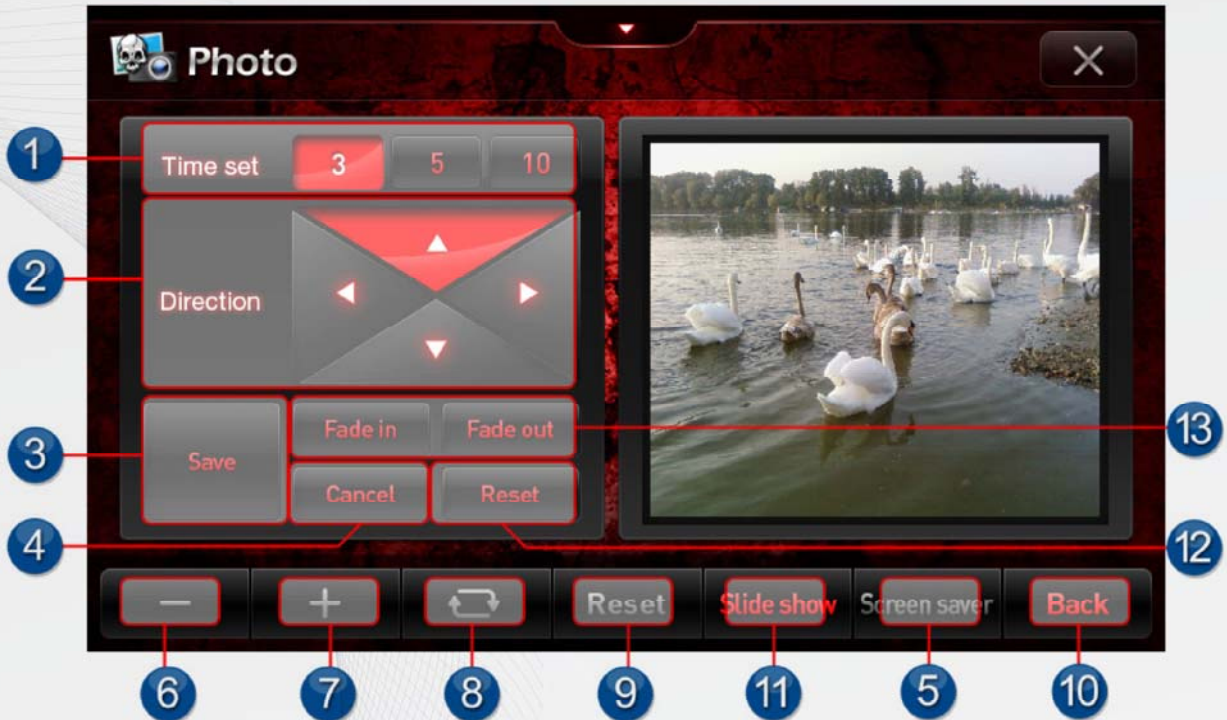 Photo
1
Time set 3 5 10
2
Direction
3
Save
Fade in Fade out
13
Cancel Reset
4
12
Reset Slide show Screen saver Back
6 7 8 9 11 5 10